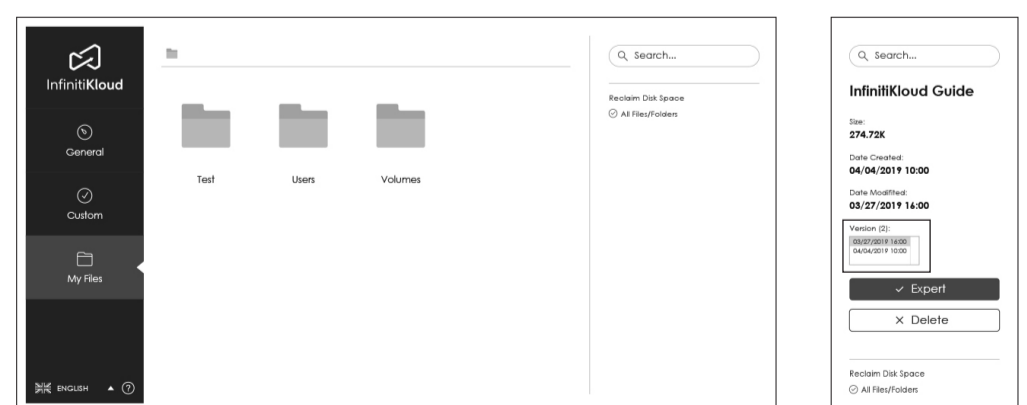 InfinitiKloud
General
Custom
My Files
ENGLISH
Test
Users
Volumes
Search...
Reclaim Disk Space
All Files/Folders
Search...
InfinitiKloud Guide
Size:
274.72K
Date Created:
04/04/2019 10:00
Date Modifited:
03/27/2019 16:00
Version (2):
03/27/2019 16:00
04/04/2019 10:00
Expert
Delete
Reclaim Disk Space
All Files/Folders